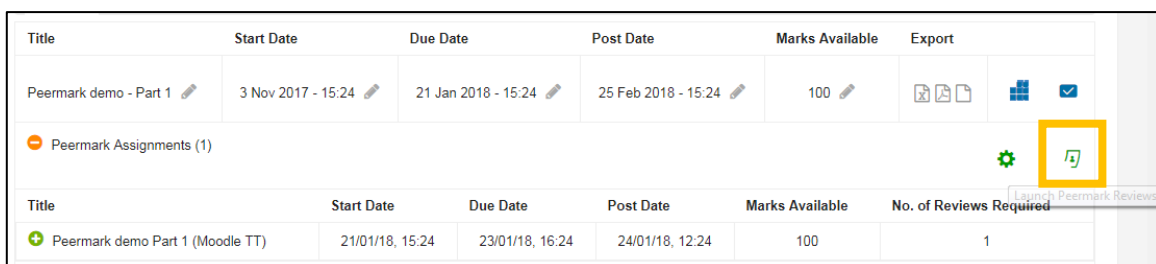 Title Start Date Due Date Post Date Marks Available Export
Peermark demo - Part 1 3 Nov 2017 - 15:24 21 Jan 2018 - 15:24 25 Feb 2018 - 15:24 100
Peermark Assignments (1)
Launch Peermark Reviews
Title Start Date Due Date Post Date Marks Available No. of Reviews Required
Peermark demo Part 1 (Moodle TT) 21/01/18, 15:24 23/01/18, 16:24 24/01/18, 12:24 100 1